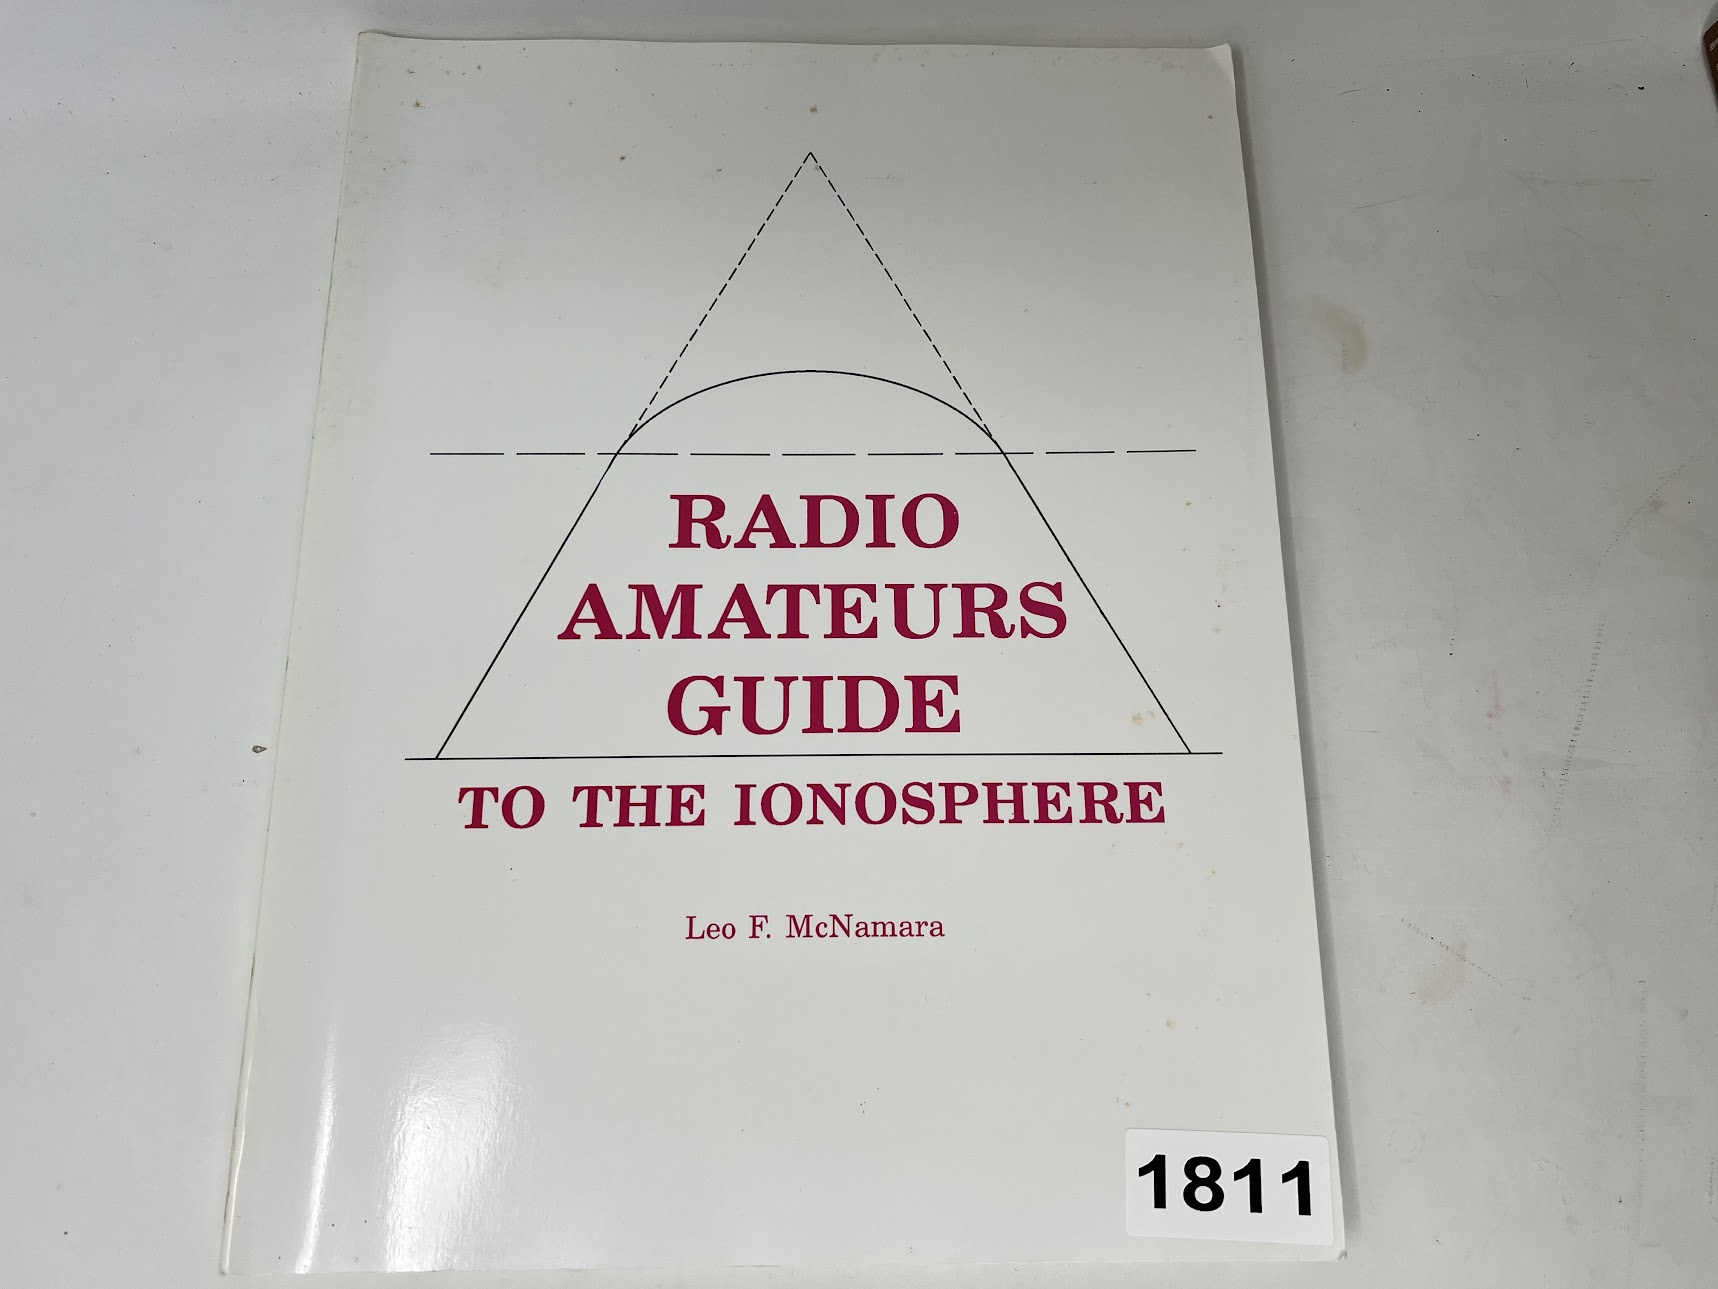 RADIO
AMATEURS
GUIDE
TO THE IONOSPHERE
Leo F. McNamara
1811